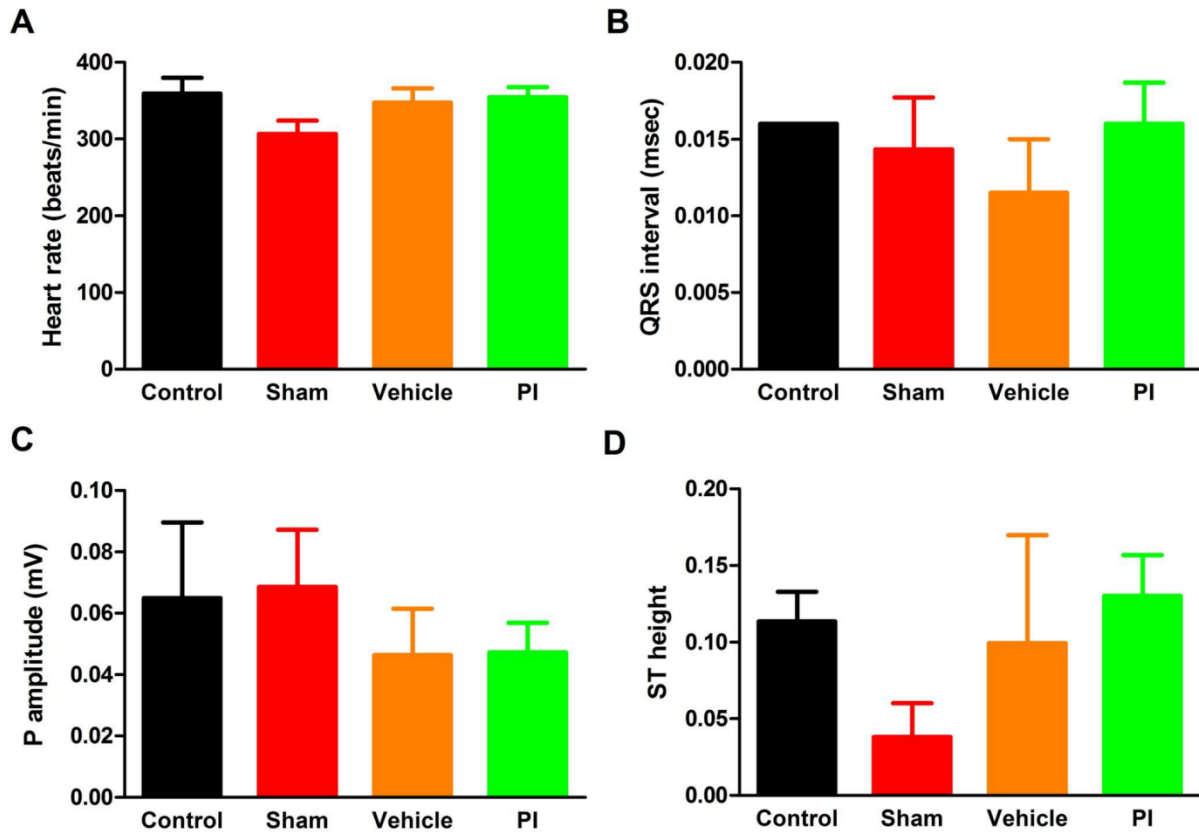 A
Heart rate (beats/min)
400
300
200
100
0
Control Sham Vehicle PI
B
QRS interval (msec)
0.020
0.015
0.010
0.005
0.000
Control Sham Vehicle PI
C
P amplitude (mV)
0.10
0.08
0.06
0.04
0.02
0.00
Control Sham Vehicle PI
D
ST height
0.20
0.15
0.10
0.05
0.00
Control Sham Vehicle PI